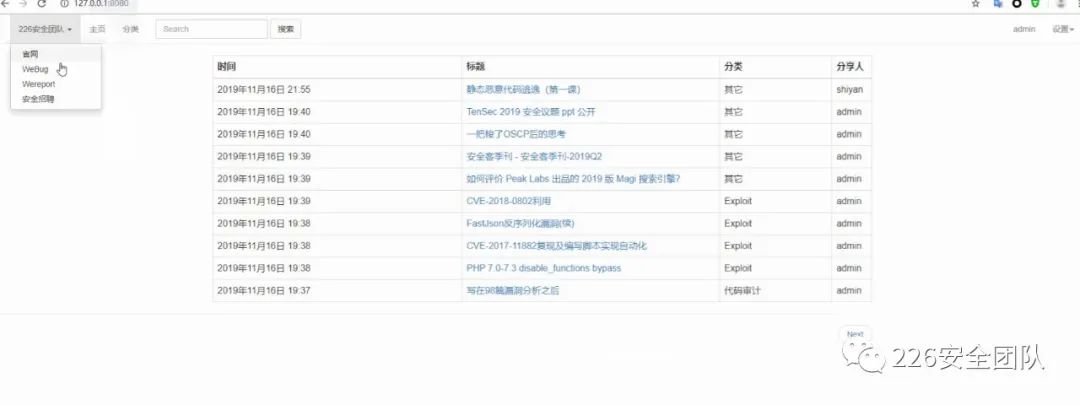 127.0.0.1:8080
226安全团队 主页 分类 Search 搜索 admin 设置
官网
WeBug
Wereport
安全招聘
时间 标题 分类 分享人
2019年11月16日 21:55 静态恶意代码逃逸（第一课） 其它 shiyan
2019年11月16日 19:40 TenSec 2019 安全议题 ppt 公开 其它 admin
2019年11月16日 19:40 一把梭了OSCP后的思考 其它 admin
2019年11月16日 19:39 安全客季刊 - 安全客季刊-2019Q2 其它 admin
2019年11月16日 19:39 如何评价 Peak Labs 出品的 2019 版 Magi 搜索引擎? 其它 admin
2019年11月16日 19:39 CVE-2018-0802利用 Exploit admin
2019年11月16日 19:38 FastJson反序列化漏洞(续) Exploit admin
2019年11月16日 19:38 CVE-2017-11882复现及编写脚本实现自动化 Exploit admin
2019年11月16日 19:38 PHP 7.0-7.3 disable_functions bypass Exploit admin
2019年11月16日 19:37 写在98篇漏洞分析之后 代码审计 admin
Next
226安全团队